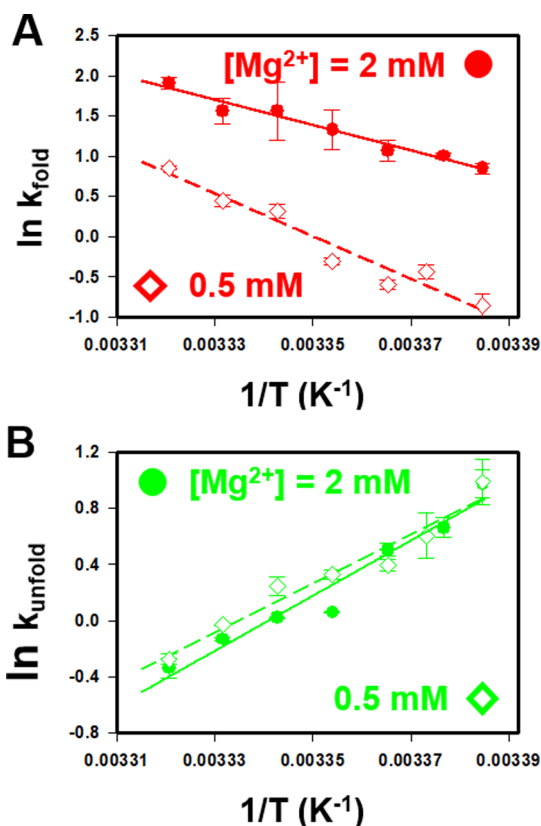 A
[Mg²⁺] = 2 mM
2.5
2.0
1.5
1.0
0.5
0.0
-0.5
-1.0
ln k_fold
0.5 mM
0.00331 0.00333 0.00335 0.00337 0.00339
1/T (K⁻¹)
B
[Mg²⁺] = 2 mM
1.2
0.8
0.4
0.0
-0.4
-0.8
ln k_unfold
0.5 mM
0.00331 0.00333 0.00335 0.00337 0.00339
1/T (K⁻¹)